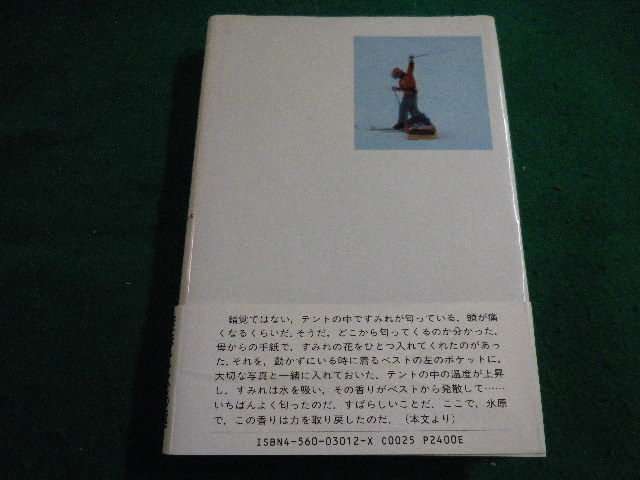 錯覚ではない，テントの中ですみれが匂っている．頭が痛
くなるくらいだ．そうだ，どこから匂ってくるのか分かった．
母からの手紙で，すみれの花をひとつ入れてくれたのがあっ
た．それを，動かずにいる時に着るベストの左のポケットに，
大切な写真と一緒に入れておいた．テントの中の温度が上昇
し，すみれは水を吸い，その香りがベストから発散して……
いちばんよく匂ったのだ．すばらしいことだ．ここで，氷原
で，この香りは力を取り戻したのだ．（本文より）
ISBN4-560-03012-X C0025 P2400E